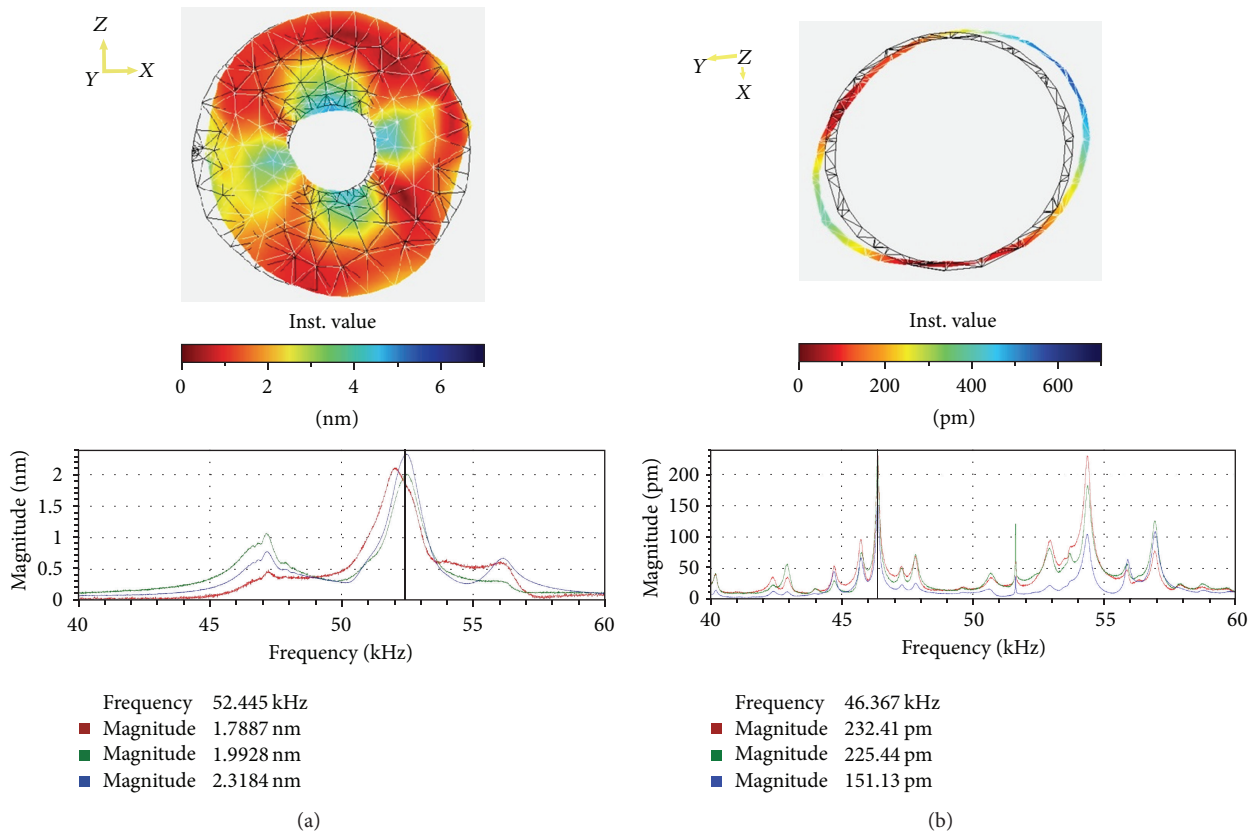 Z
Y X
Inst. value
0 2 4 6
(nm)
Magnitude (nm)
2
1.5
1
0.5
0
40 45 50 55 60
Frequency (kHz)
Frequency 52.445 kHz
Magnitude 1.7887 nm
Magnitude 1.9928 nm
Magnitude 2.3184 nm
(a)
Y Z
X
Inst. value
0 200 400 600
(pm)
Magnitude (pm)
200
150
100
50
0
40 45 50 55 60
Frequency (kHz)
Frequency 46.367 kHz
Magnitude 232.41 pm
Magnitude 225.44 pm
Magnitude 151.13 pm
(b)